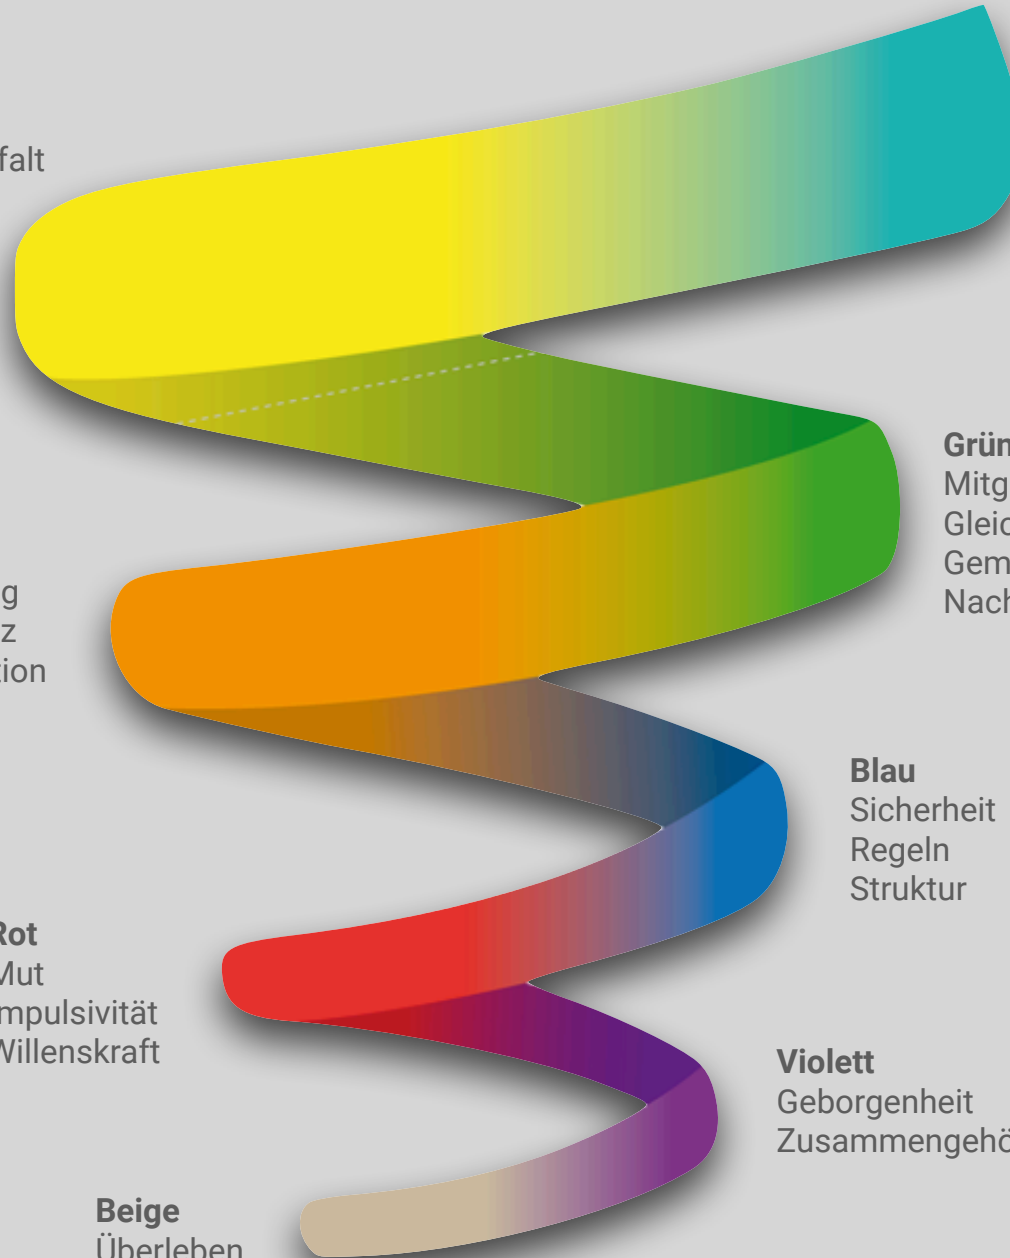 falt
Grün
Mitg
Gleic
Gem
Nach
g
z
tion
Blau
Sicherheit
Regeln
Struktur
Rot
Mut
mpulsivität
Willenskraft
Violett
Geborgenheit
Zusammengehö
Beige
Überleben